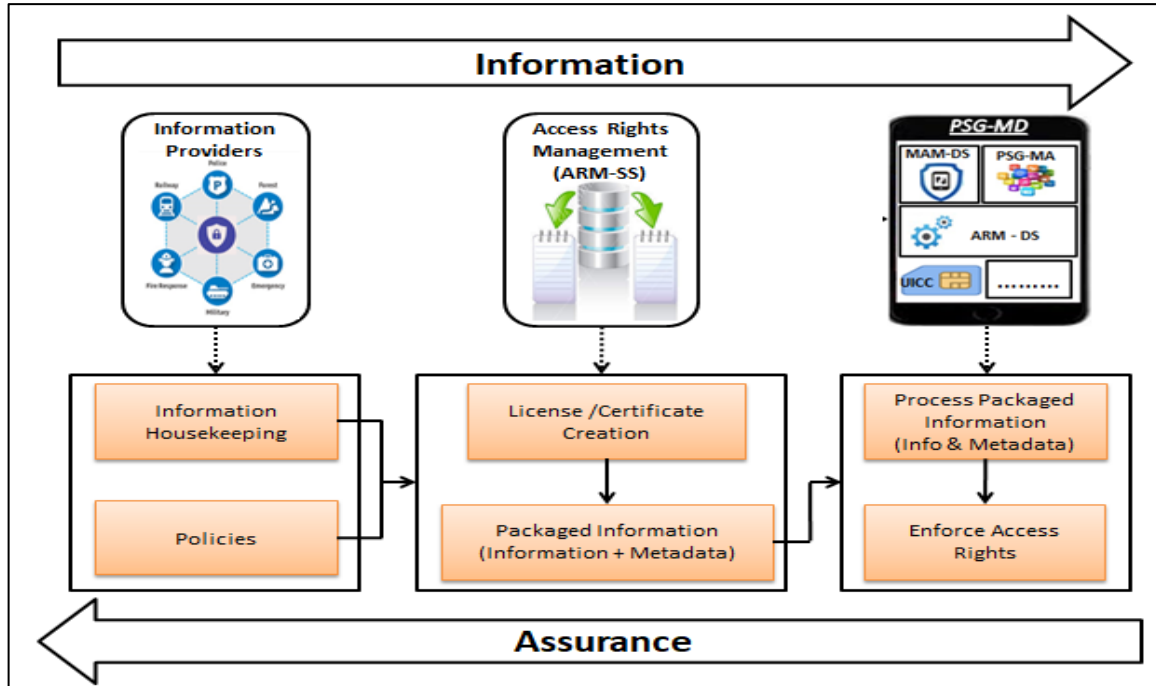 Information
Information
Providers
Police
Railway
Forest
Fire Response
Emergency
Military
Access Rights
Management
(ARM-SS)
PSG-MD
MAM-DS
PSG-MA
ARM - DS
UICC
.........
Information
Housekeeping
Policies
License /Certificate
Creation
Packaged Information
(Information + Metadata)
Process Packaged
Information
(Info & Metadata)
Enforce Access
Rights
Assurance